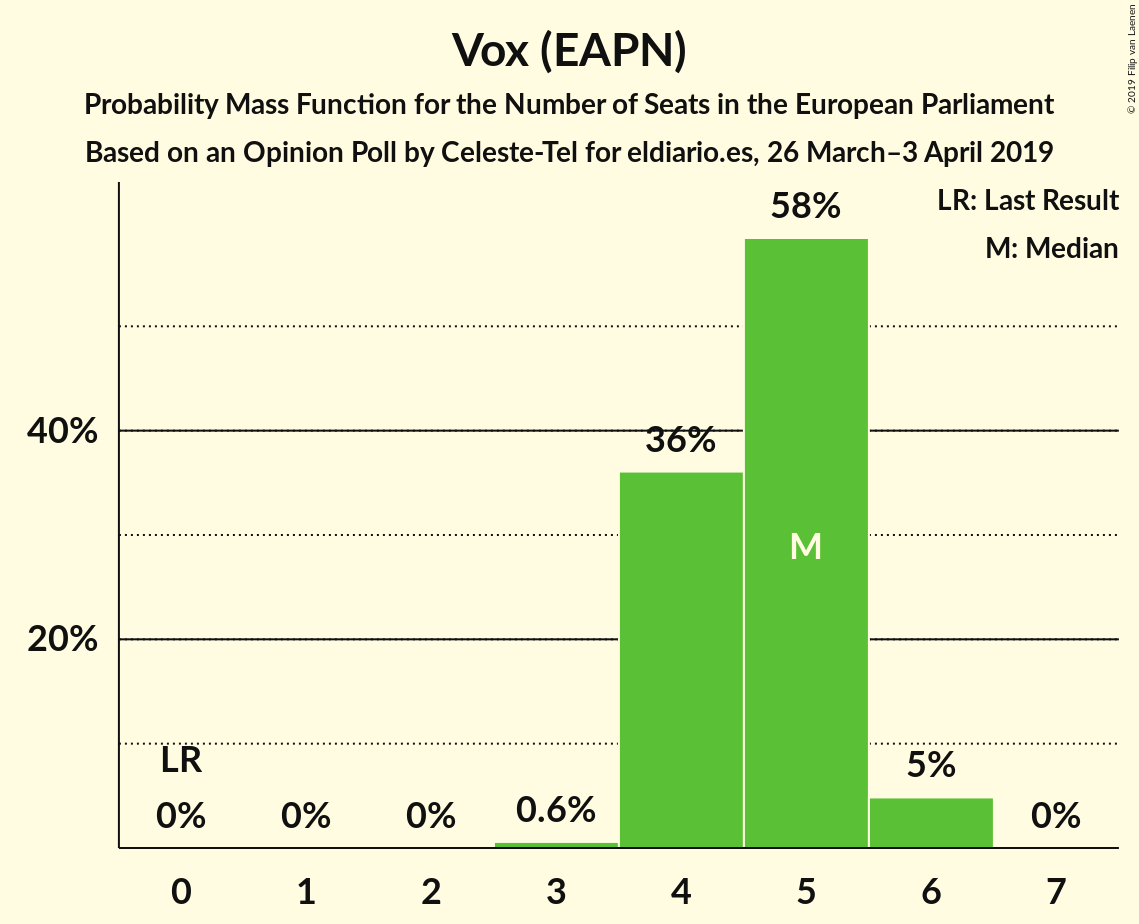 Vox (EAPN)
Probability Mass Function for the Number of Seats in the European Parliament
Based on an Opinion Poll by Celeste-Tel for eldiario.es, 26 March–3 April 2019
© 2019 Filip van Laenen
LR: Last Result
M: Median
58%
40%
36%
M
20%
LR
0%
0%
0%
0.6%
5%
0%
0 1 2 3 4 5 6 7